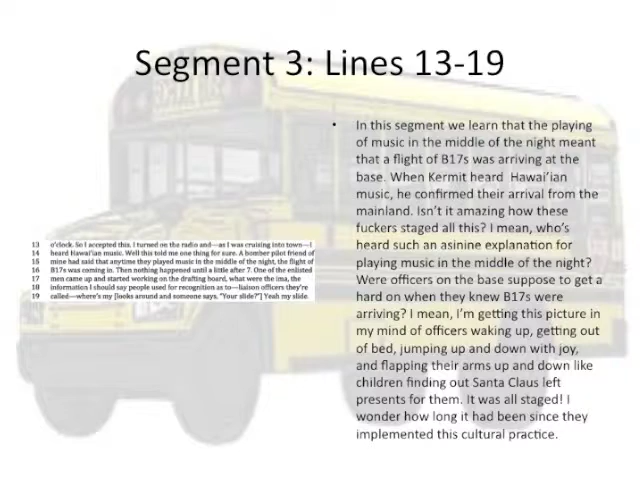 Segment 3: Lines 13-19
13 o'clock. So I accepted this. I turned on the radio and—as I was cruising into town—I
14 heard Hawai'ian music. Well this told me one thing for sure. A bomber pilot friend of
15 mine had said that anytime they played music in the middle of the night, the flight of
16 B17s was coming in. Then nothing happened until a little after 7. One of the enlisted
17 men came up and started working on the drafting board, what were the ima, the
18 information I should say people used for recognition as to—liaison officers they're
19 called—where's my [looks around and someone says, "Your slide?"] Yeah my slide
• In this segment we learn that the playing
of music in the middle of the night meant
that a flight of B17s was arriving at the
base. When Kermit heard Hawai'ian
music, he confirmed their arrival from the
mainland. Isn't it amazing how these
fuckers staged all this? I mean, who's
heard such an asinine explanation for
playing music in the middle of the night?
Were officers on the base suppose to get a
hard on when they knew B17s were
arriving? I mean, I'm getting this picture in
my mind of officers waking up, getting out
of bed, jumping up and down with joy,
and flapping their arms up and down like
children finding out Santa Claus left
presents for them. It was all staged! I
wonder how long it had been since they
implemented this cultural practice.